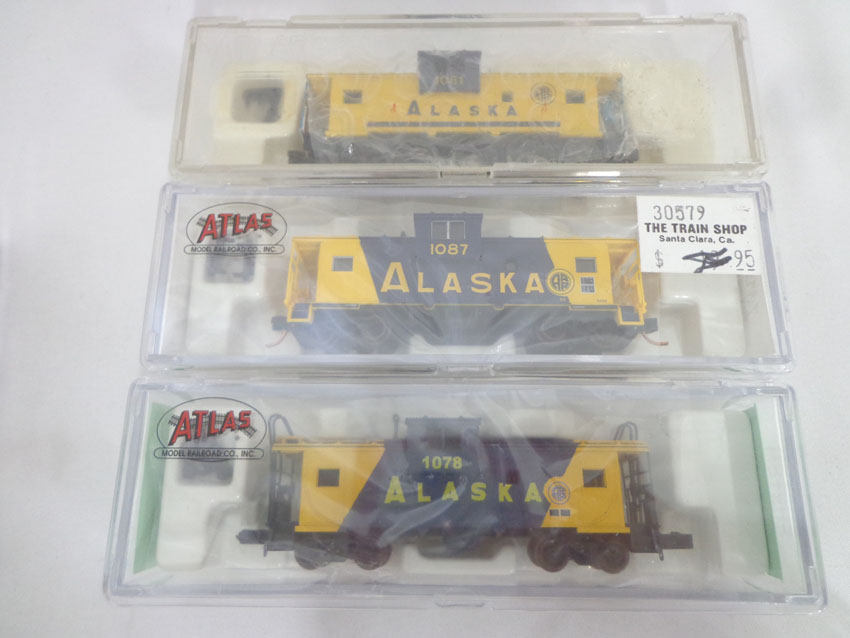 1081
ALASKA
ATLAS
MODEL RAILROAD CO., INC.
1087
ALASKA
30579
THE TRAIN SHOP
Santa Clara, Ca.
$ .95
ATLAS
MODEL RAILROAD CO., INC.
1078
ALASKA